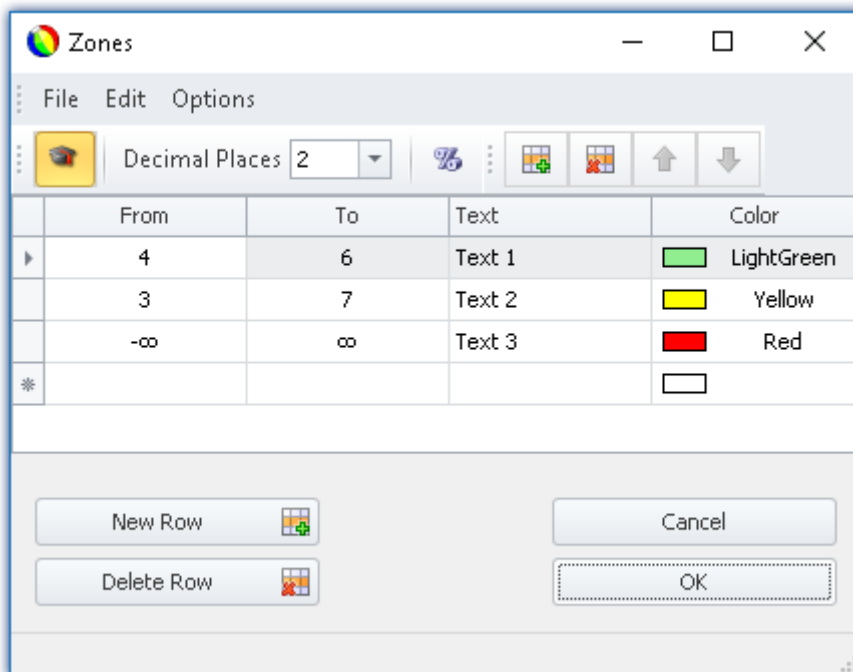 Zones
File Edit Options
Decimal Places 2 %
From To Text Color
4 6 Text 1 LightGreen
3 7 Text 2 Yellow
-∞ ∞ Text 3 Red
New Row Cancel
Delete Row OK